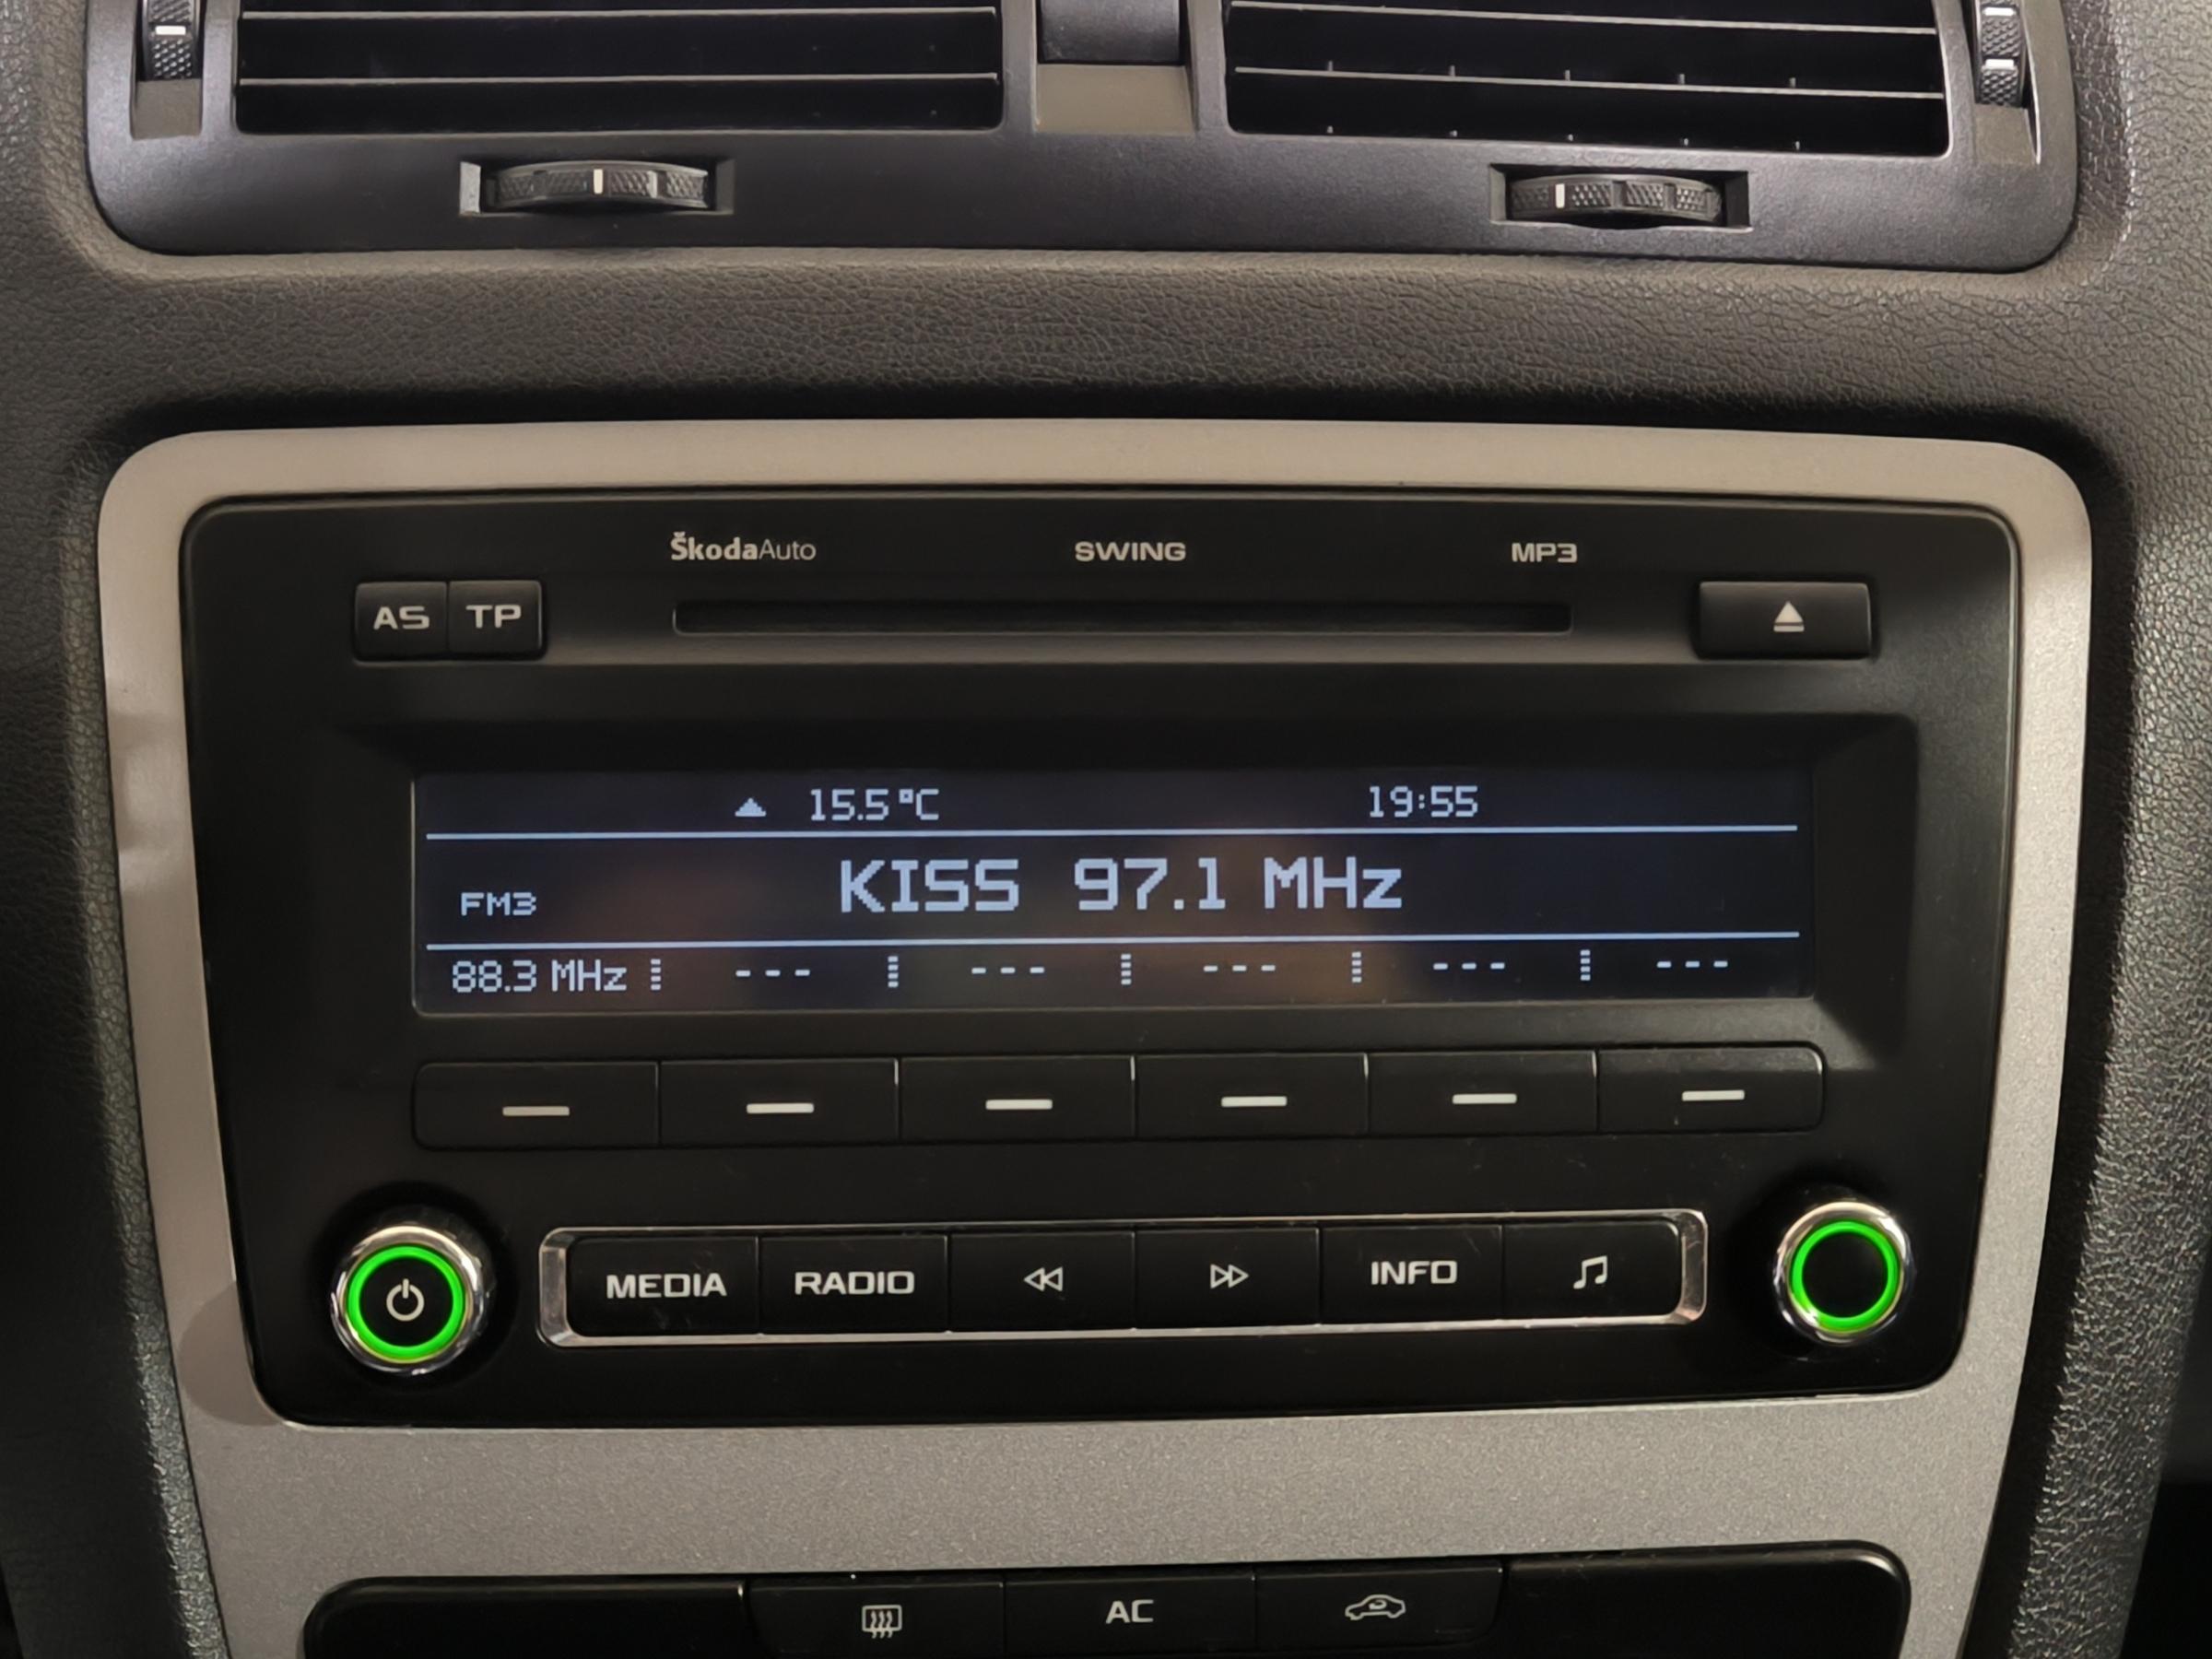 ŠkodaAuto SWING MP3
AS TP
15.5°C 19:55
FM3 KISS 97.1 MHz
88.3 MHz --- --- --- --- ---
MEDIA RADIO INFO
AC